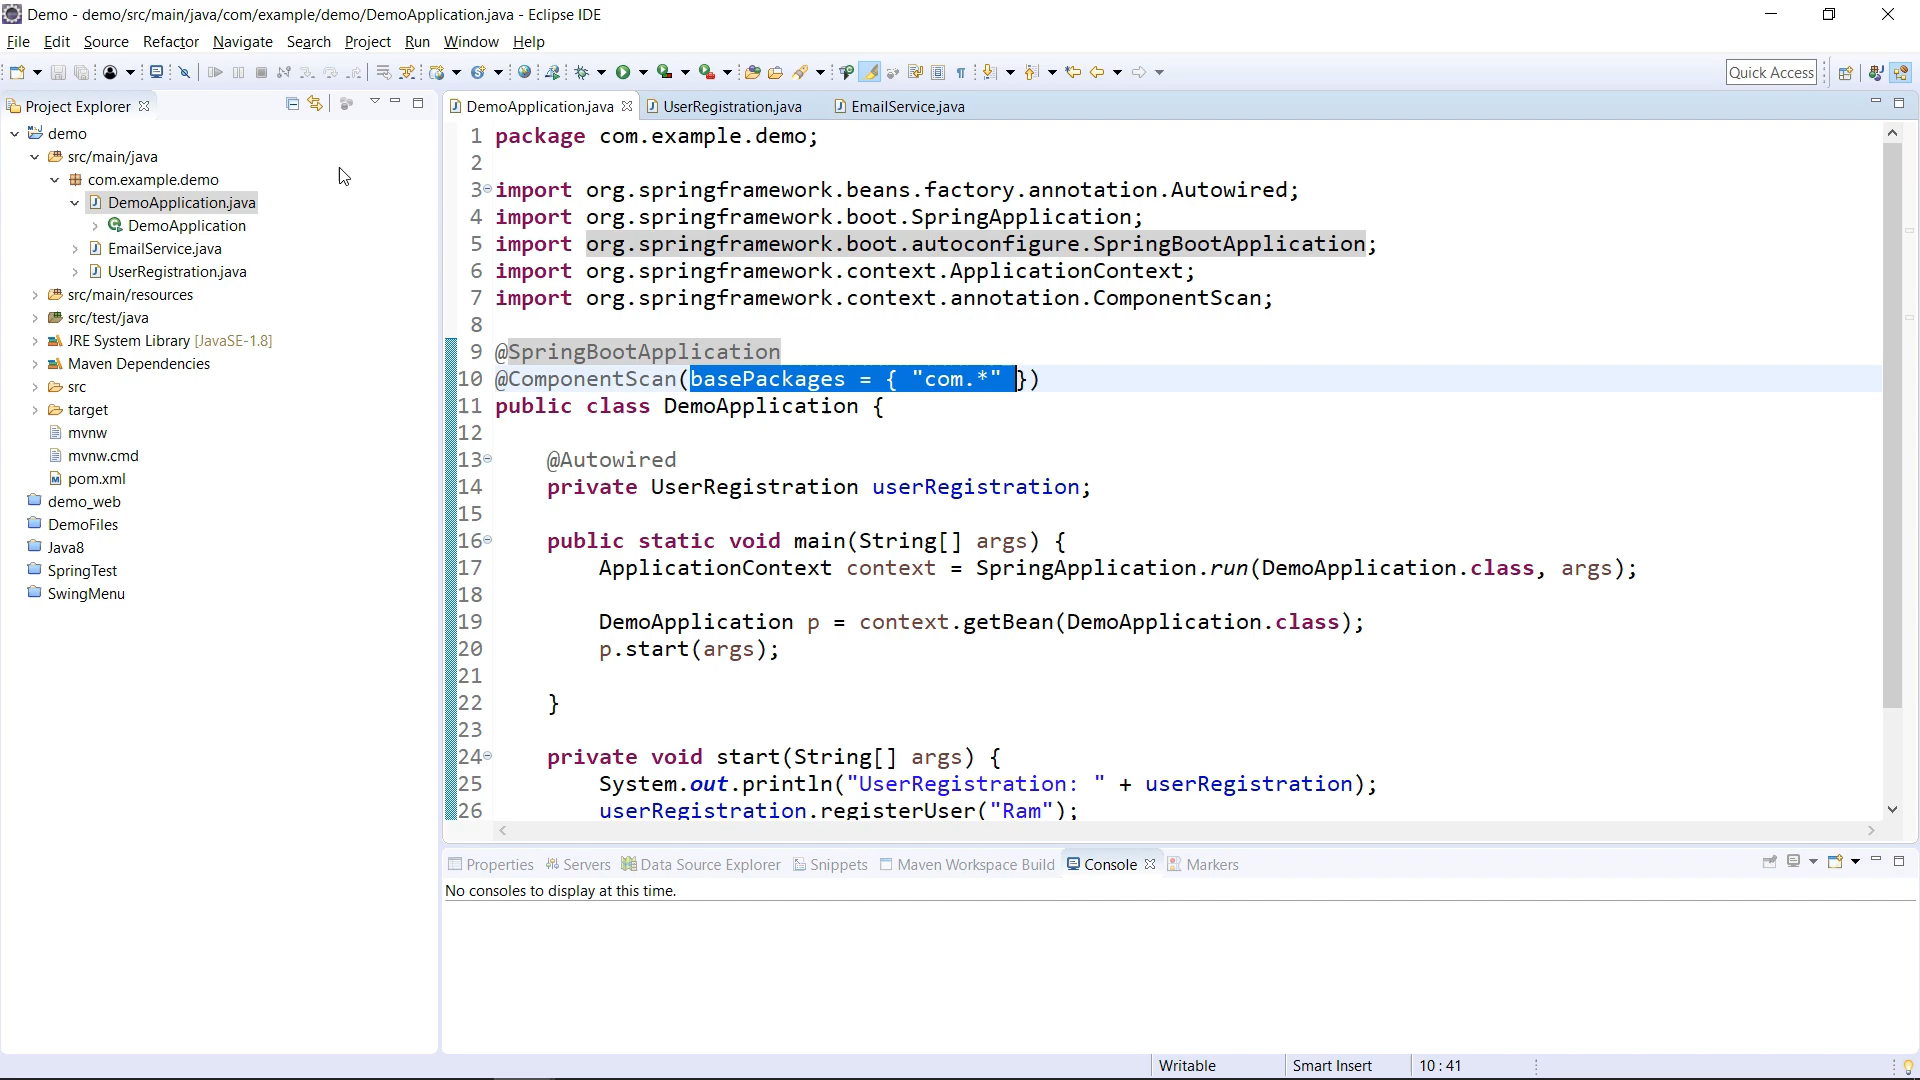 Demo - demo/src/main/java/com/example/demo/DemoApplication.java - Eclipse IDE
File Edit Source Refactor Navigate Search Project Run Window Help
Quick Access
Project Explorer
demo
src/main/java
com.example.demo
DemoApplication.java
DemoApplication
EmailService.java
UserRegistration.java
src/main/resources
src/test/java
JRE System Library [JavaSE-1.8]
Maven Dependencies
src
target
mvnw
mvnw.cmd
pom.xml
demo_web
DemoFiles
Java8
SpringTest
SwingMenu
DemoApplication.java UserRegistration.java EmailService.java
1 package com.example.demo;
2
3 import org.springframework.beans.factory.annotation.Autowired;
4 import org.springframework.boot.SpringApplication;
5 import org.springframework.boot.autoconfigure.SpringBootApplication;
6 import org.springframework.context.ApplicationContext;
7 import org.springframework.context.annotation.ComponentScan;
8
9 @SpringBootApplication
10 @ComponentScan(basePackages = { "com.*" })
11 public class DemoApplication {
12
13 @Autowired
14 private UserRegistration userRegistration;
15
16 public static void main(String[] args) {
17 ApplicationContext context = SpringApplication.run(DemoApplication.class, args);
18
19 DemoApplication p = context.getBean(DemoApplication.class);
20 p.start(args);
21
22 }
23
24 private void start(String[] args) {
25 System.out.println("UserRegistration: " + userRegistration);
26 userRegistration.registerUser("Ram");
Properties Servers Data Source Explorer Snippets Maven Workspace Build Console Markers
No consoles to display at this time.
Writable Smart Insert 10 : 41